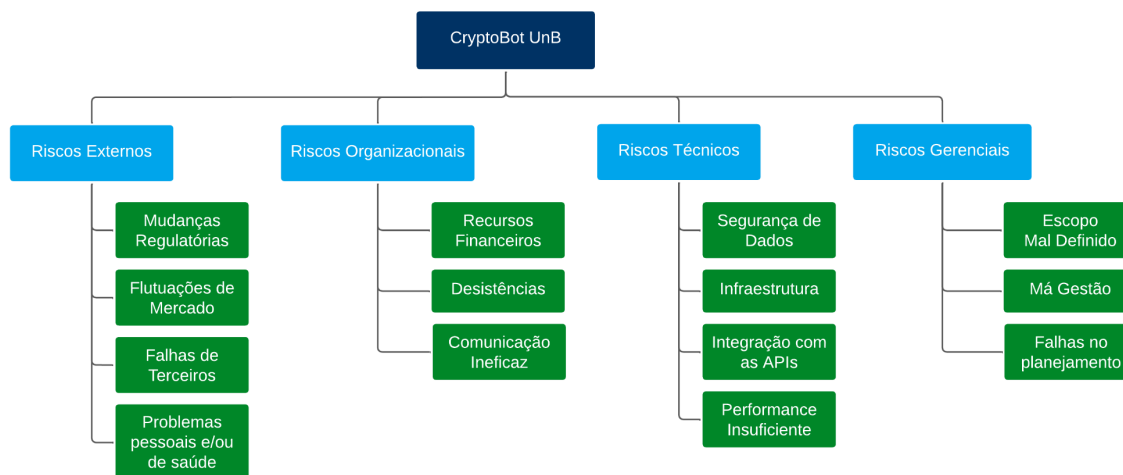 CryptoBot UnB
Riscos Externos
Mudanças
Regulatórias
Flutuações de
Mercado
Falhas de
Terceiros
Problemas
pessoais e/ou
de saúde
Riscos Organizacionais
Recursos
Financeiros
Desistências
Comunicação
Ineficaz
Riscos Técnicos
Segurança de
Dados
Infraestrutura
Integração com
as APIs
Performance
Insuficiente
Riscos Gerenciais
Escopo
Mal Definido
Má Gestão
Falhas no
planejamento